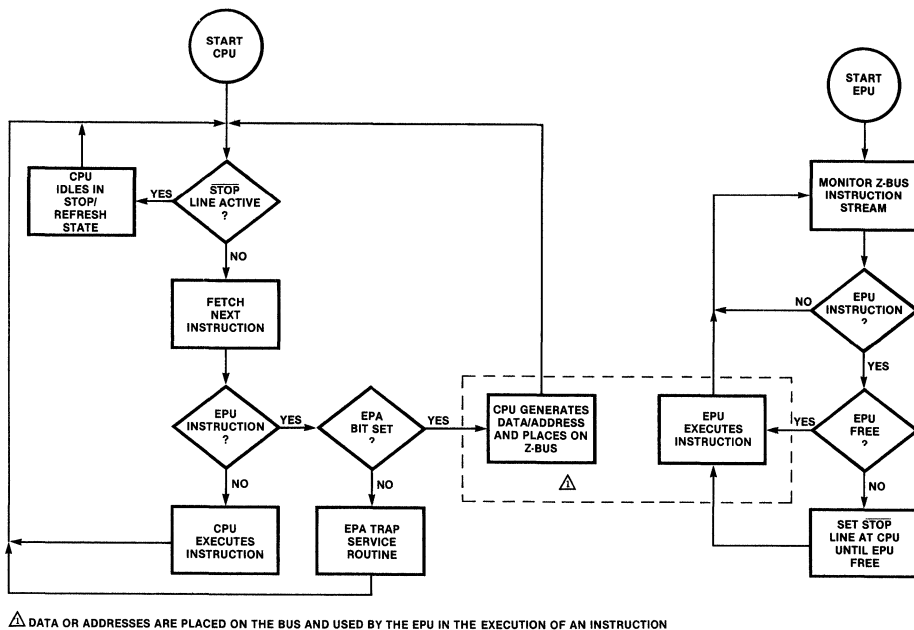 START
CPU
START
EPU
CPU
IDLES IN
STOP/
REFRESH
STATE
YES
STOP
LINE ACTIVE
?
NO
MONITOR Z-BUS
INSTRUCTION
STREAM
FETCH
NEXT
INSTRUCTION
NO
EPU
INSTRUCTION
?
YES
EPU
INSTRUCTION
?
YES
EPA
BIT SET
?
YES
CPU GENERATES
DATA/ADDRESS
AND PLACES ON
Z-BUS
EPU
EXECUTES
INSTRUCTION
YES
EPU
FREE
?
NO
NO
NO
1
CPU
EXECUTES
INSTRUCTION
EPA TRAP
SERVICE
ROUTINE
SET STOP
LINE AT CPU
UNTIL EPU
FREE
1 DATA OR ADDRESSES ARE PLACED ON THE BUS AND USED BY THE EPU IN THE EXECUTION OF AN INSTRUCTION